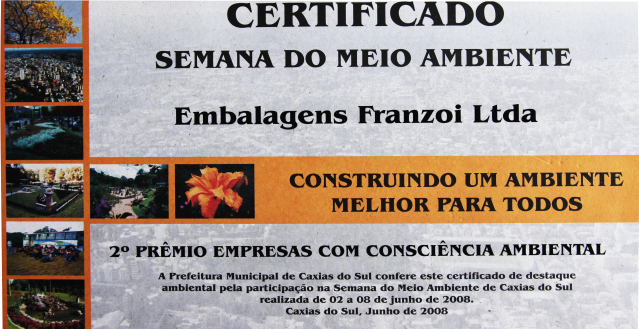 CERTIFICADO
SEMANA DO MEIO AMBIENTE
Embalagens Franzoi Ltda
CONSTRUINDO UM AMBIENTE
MELHOR PARA TODOS
2º PRÊMIO EMPRESAS COM CONSCIÊNCIA AMBIENTAL
A Prefeitura Municipal de Caxias do Sul confere este certificado de destaque
ambiental pela participação na Semana do Meio Ambiente de Caxias do Sul
realizada de 02 a 08 de junho de 2008.
Caxias do Sul, Junho de 2008